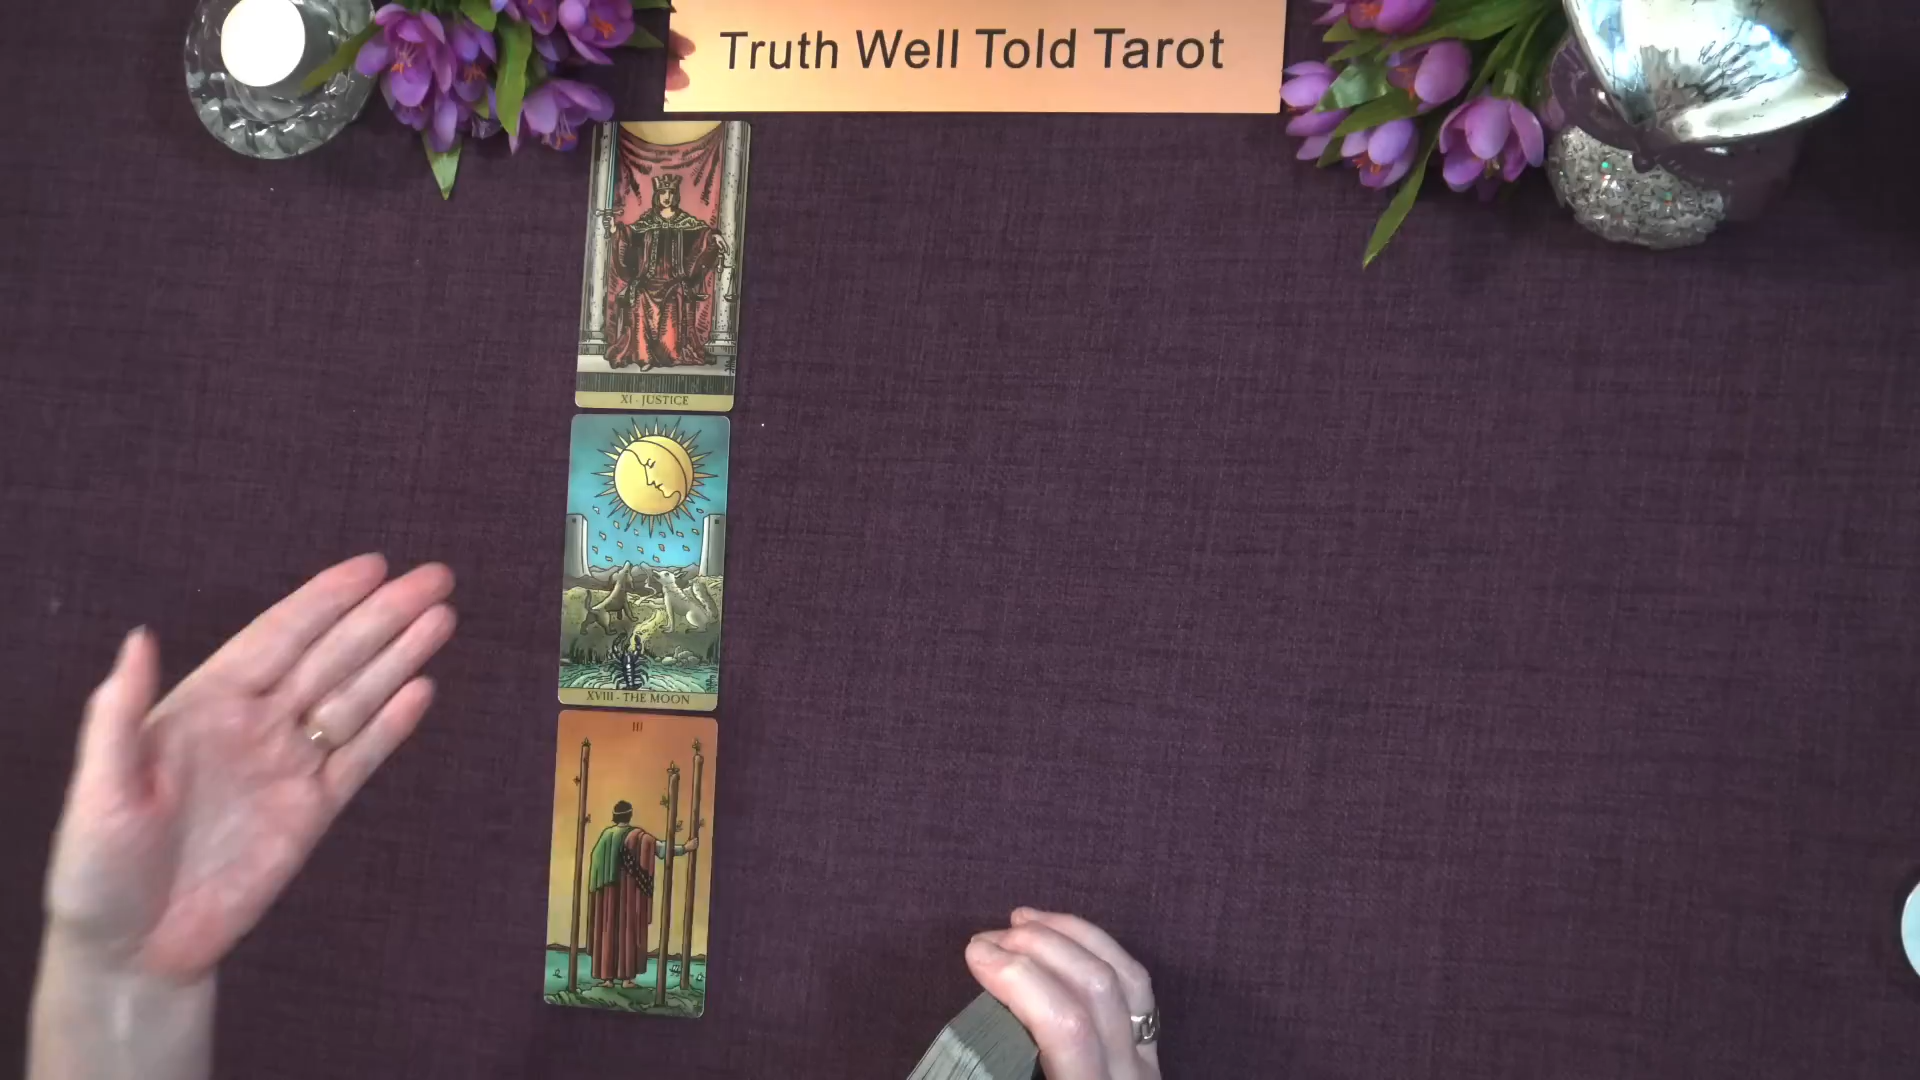 Truth Well Told Tarot
XI - JUSTICE
XVIII - THE MOON
III